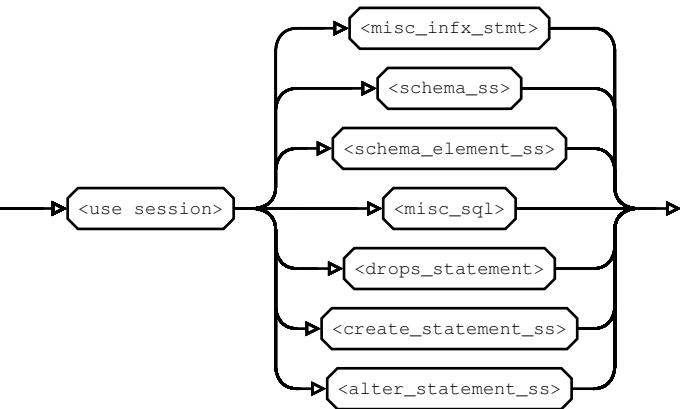 <misc_infx_stmt>
<schema_ss>
<schema_element_ss>
<use session>
<misc_sql>
<drops_statement>
<create_statement_ss>
<alter_statement_ss>